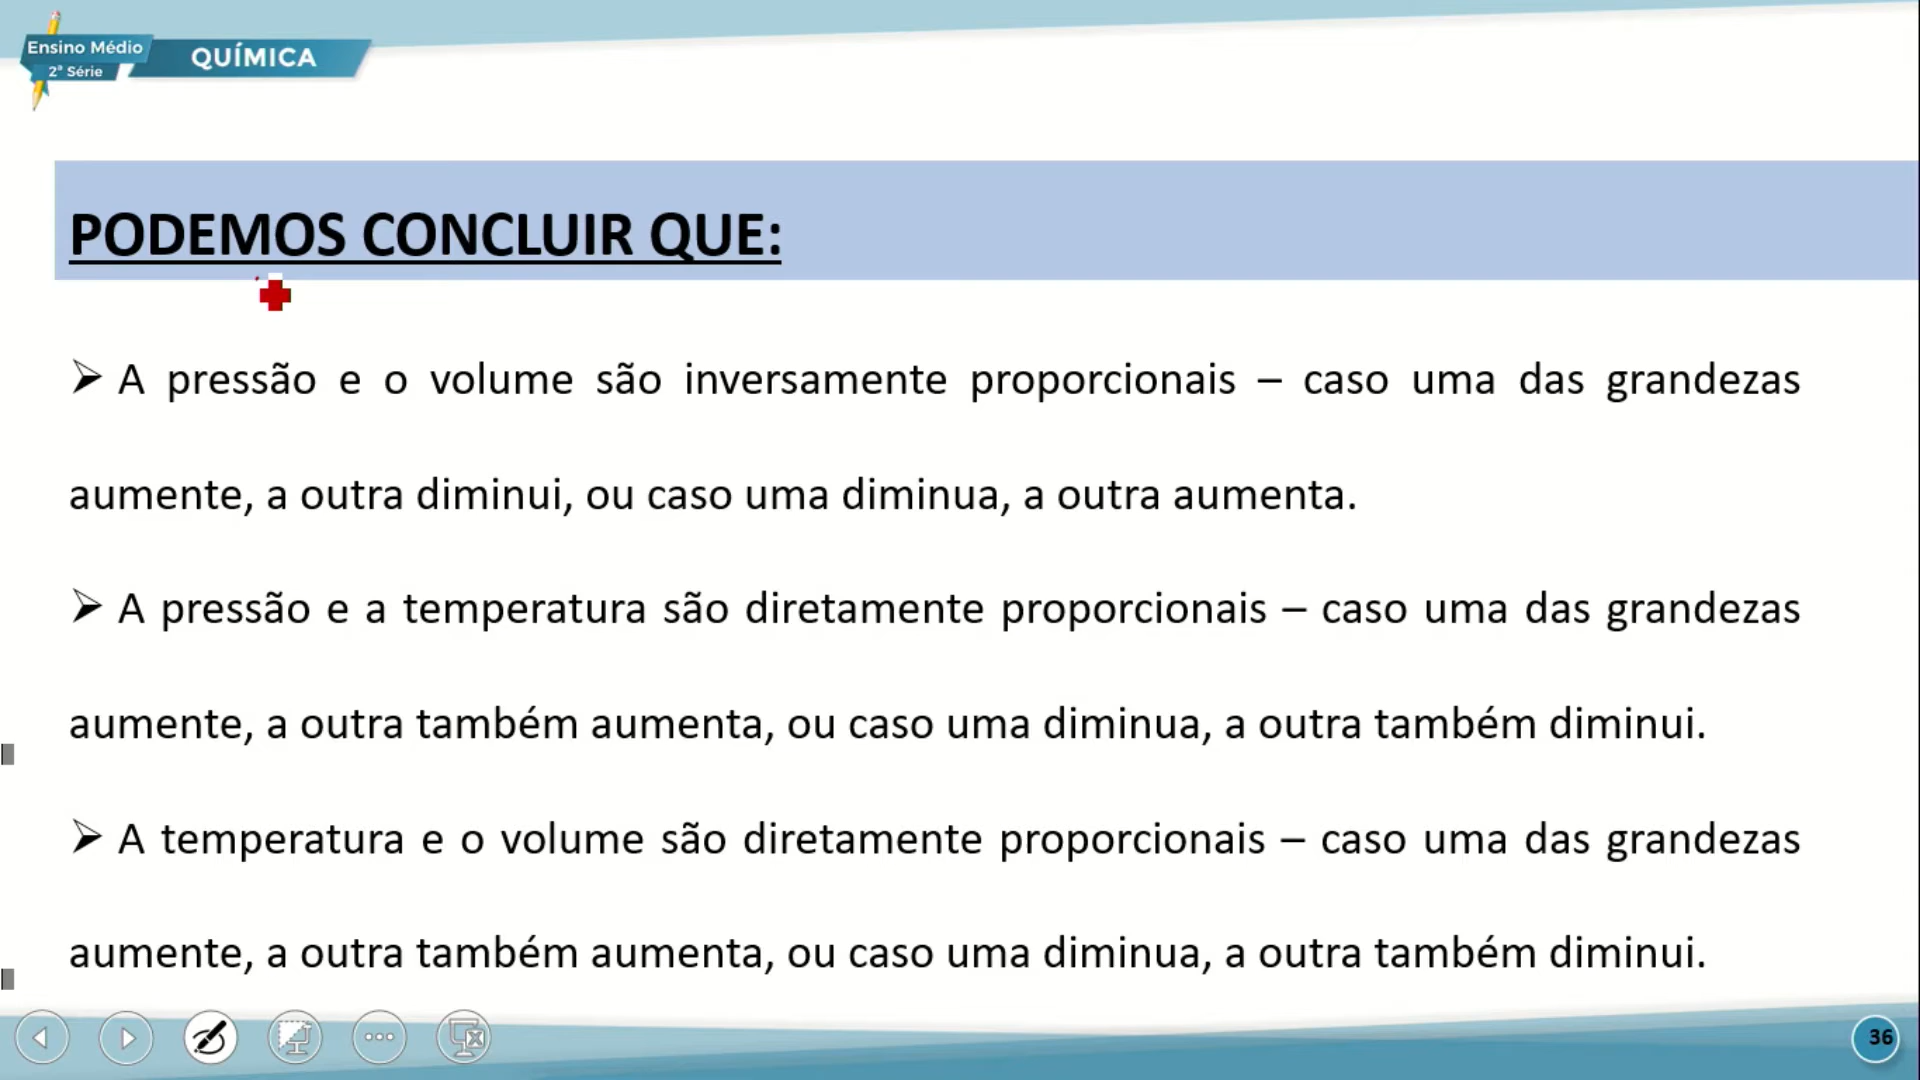 Ensino Médio
2ª Série
QUÍMICA
PODEMOS CONCLUIR QUE:
➢ A pressão e o volume são inversamente proporcionais – caso uma das grandezas
aumente, a outra diminui, ou caso uma diminua, a outra aumenta.
➢ A pressão e a temperatura são diretamente proporcionais – caso uma das grandezas
aumente, a outra também aumenta, ou caso uma diminua, a outra também diminui.
➢ A temperatura e o volume são diretamente proporcionais – caso uma das grandezas
aumente, a outra também aumenta, ou caso uma diminua, a outra também diminui.
36